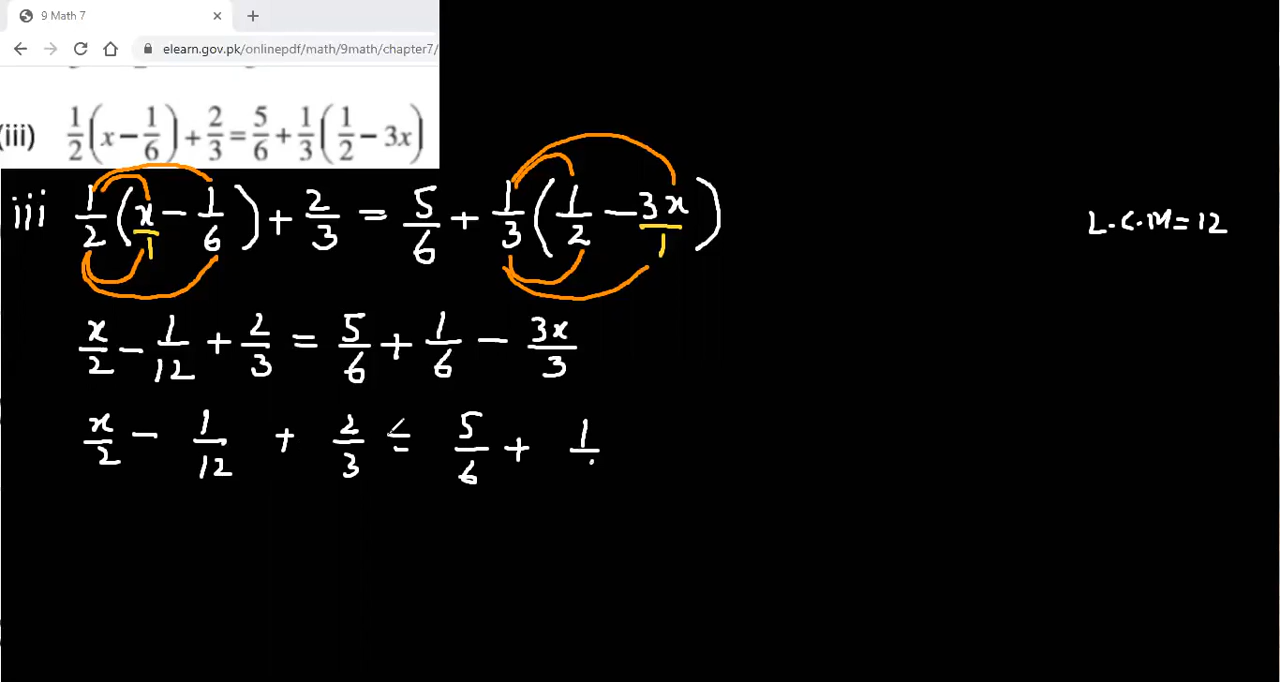 9 Math 7
elearn.gov.pk/onlinepdf/math/9math/chapter7/
(iii) 1/2 (x − 1/6) + 2/3 = 5/6 + 1/3 (1/2 − 3x)
iii 1/2 (x/1 − 1/6) + 2/3 = 5/6 + 1/3 (1/2 − 3x/1)
L.C.M = 12
x/2 − 1/12 + 2/3 = 5/6 + 1/6 − 3x/3
x/2 − 1/12 + 2/3 = 5/6 + 1